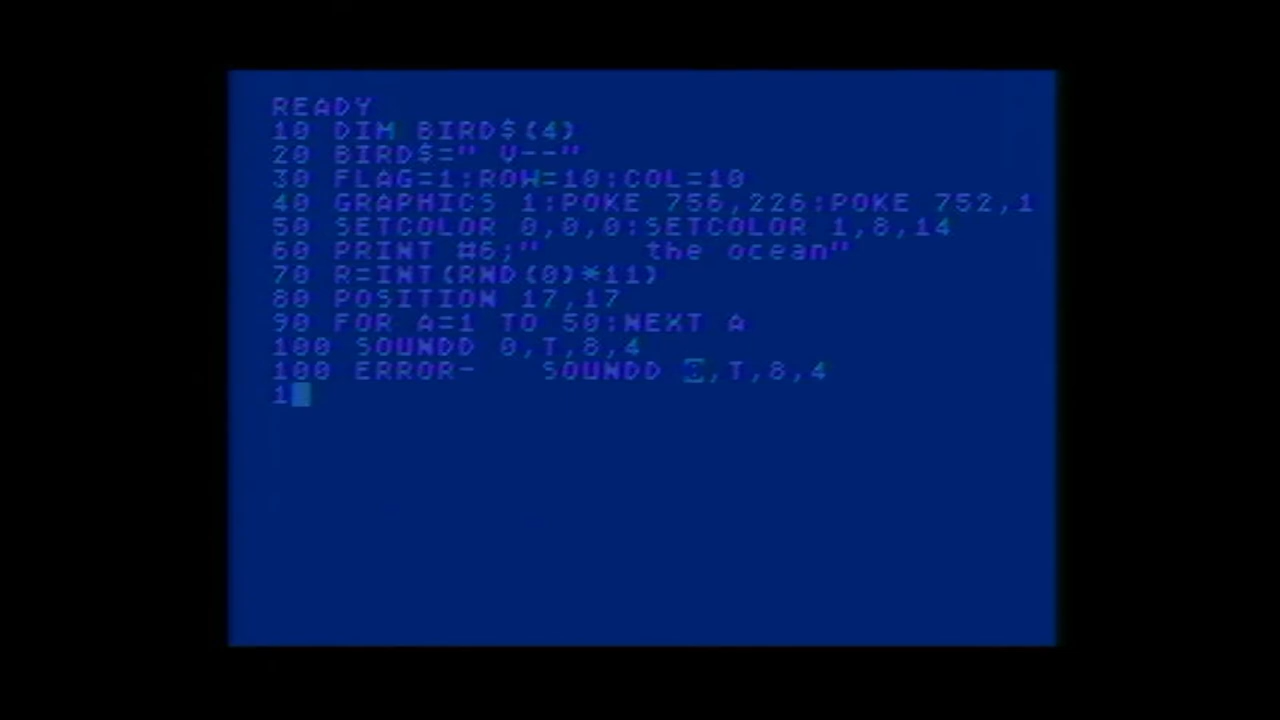 READY
10 DIM BIRD$(4)
20 BIRD$=" V--"
30 FLAG=1:ROW=10:COL=10
40 GRAPHICS 1:POKE 756,226:POKE 752,1
50 SETCOLOR 0,0,0:SETCOLOR 1,8,14
60 PRINT #6;"     the ocean"
70 R=INT(RND(0)*11)
80 POSITION 17,17
90 FOR A=1 TO 50:NEXT A
100 SOUNDD 0,T,8,4
100 ERROR-   SOUNDD ,T,8,4
1